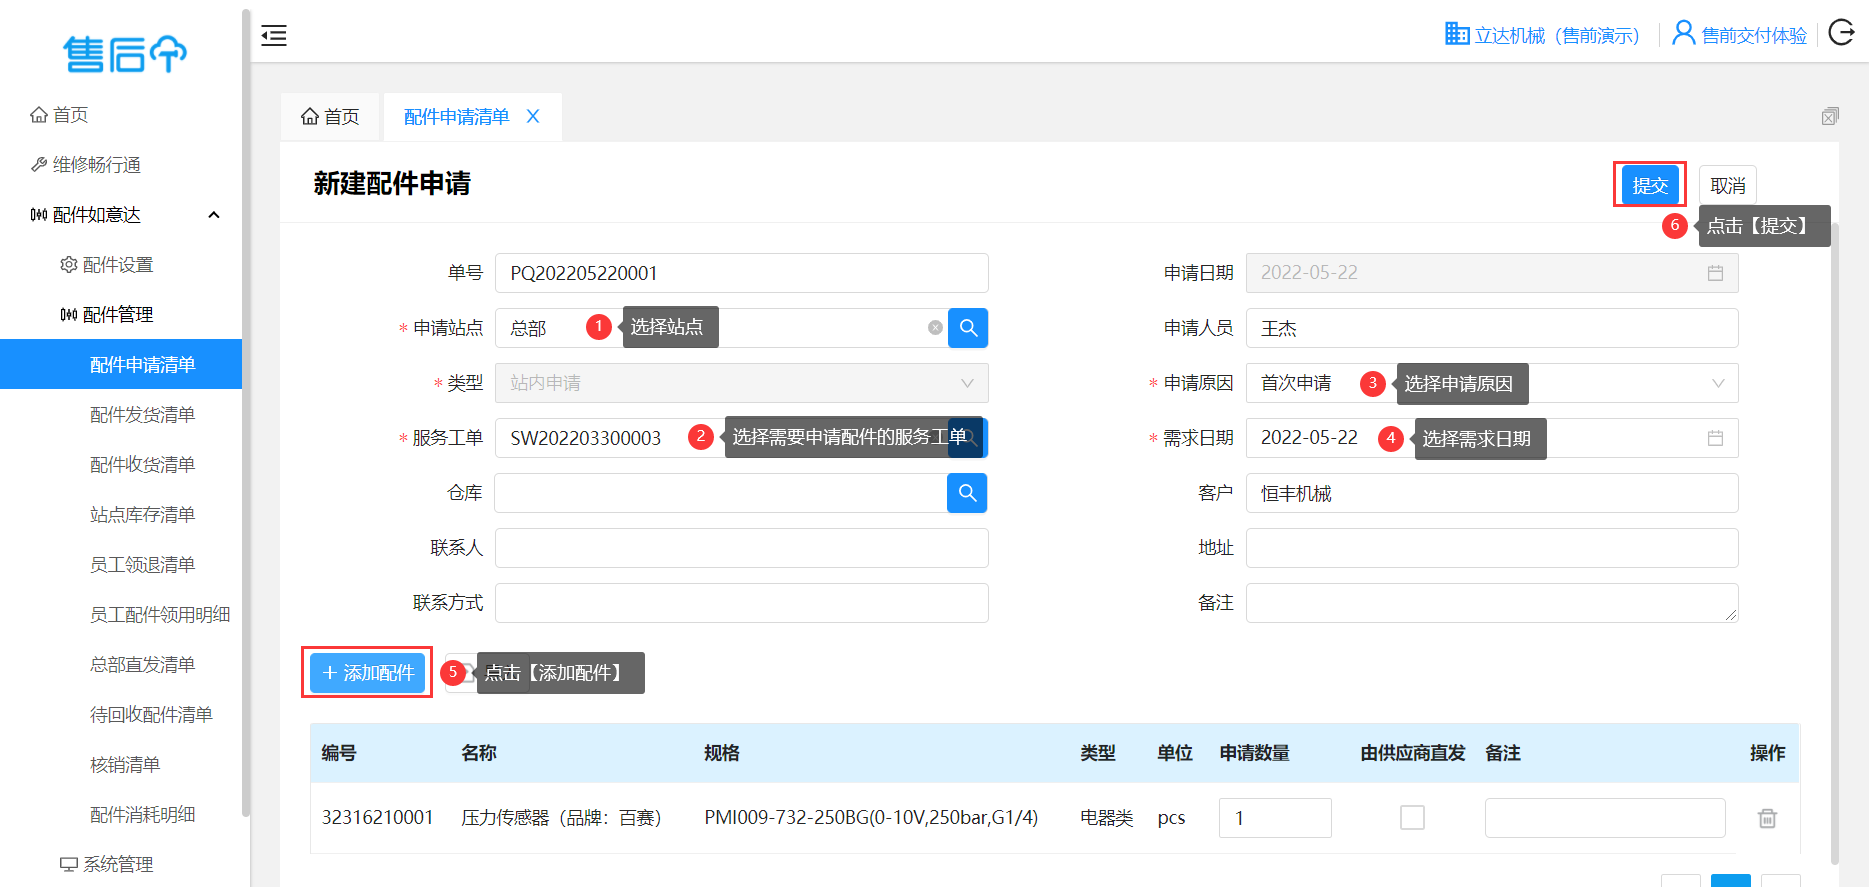 售后
首页
维修畅行通
配件如意达
配件设置
配件管理
配件申请清单
配件发货清单
配件收货清单
站点库存清单
员工领退清单
员工配件领用明细
总部直发清单
待回收配件清单
核销清单
配件消耗明细
系统管理
立达机械（售前演示） 售前交付体验
首页 配件申请清单 X
新建配件申请
提交 取消
6 点击【提交】
单号 PQ202205220001 申请日期 2022-05-22
* 申请站点 总部 1 选择站点 申请人员 王杰
* 类型 站内申请 * 申请原因 首次申请 3 选择申请原因
* 服务工单 SW202203300003 2 选择需要申请配件的服务工单 * 需求日期 2022-05-22 4 选择需求日期
仓库 客户 恒丰机械
联系人 地址
联系方式 备注
+ 添加配件 5 点击【添加配件】
编号 名称 规格 类型 单位 申请数量 由供应商直发 备注 操作
32316210001 压力传感器（品牌：百赛） PMI009-732-250BG(0-10V,250bar,G1/4) 电器类 pcs 1